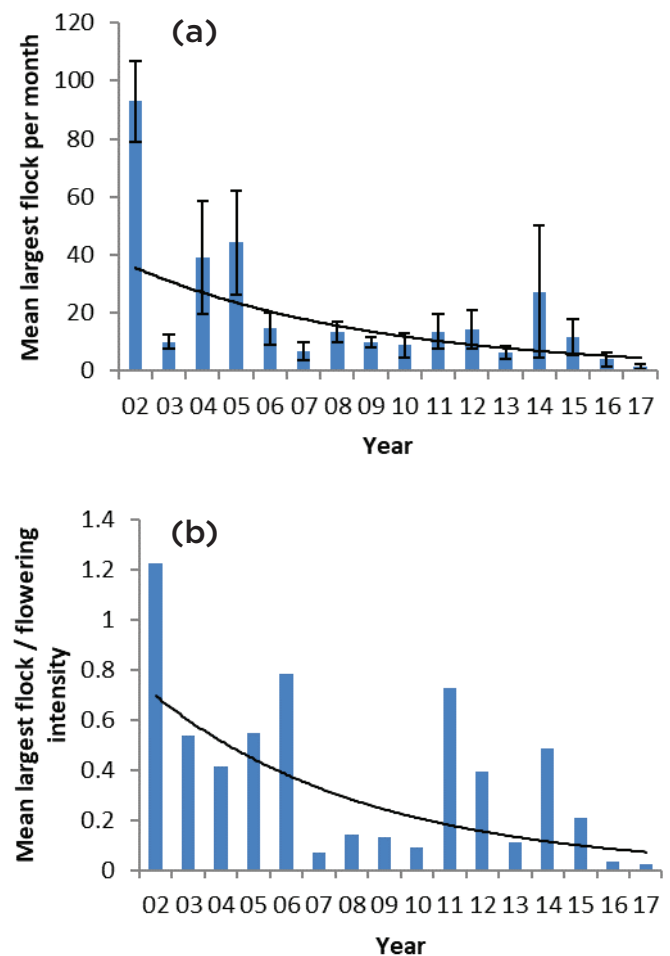 (a)
Mean largest flock per month
120
100
80
60
40
20
0
02 03 04 05 06 07 08 09 10 11 12 13 14 15 16 17
Year
(b)
Mean largest flock / flowering
intensity
1.4
1.2
1
0.8
0.6
0.4
0.2
0
02 03 04 05 06 07 08 09 10 11 12 13 14 15 16 17
Year